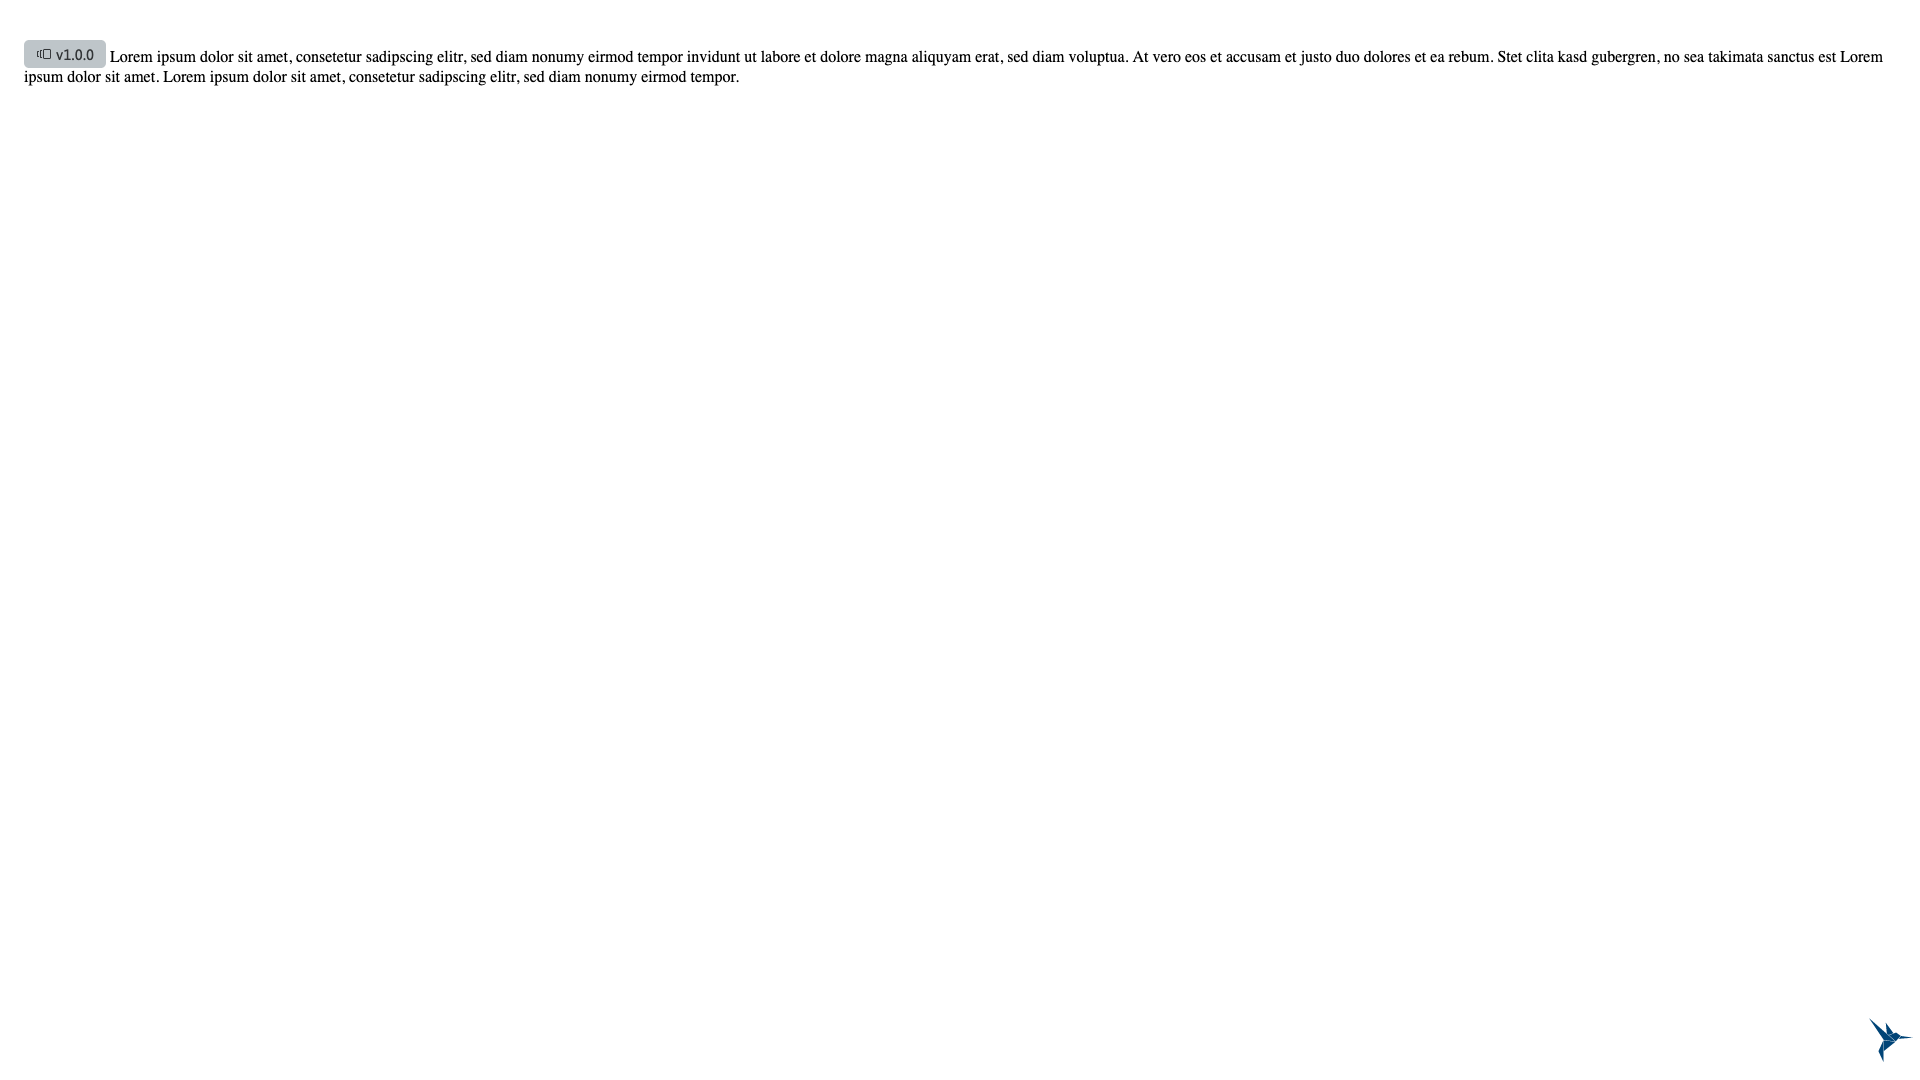 v1.0.0 Lorem ipsum dolor sit amet, consetetur sadipscing elitr, sed diam nonumy eirmod tempor invidunt ut labore et dolore magna aliquyam erat, sed diam voluptua. At vero eos et accusam et justo duo dolores et ea rebum. Stet clita kasd gubergren, no sea takimata sanctus est Lorem
ipsum dolor sit amet. Lorem ipsum dolor sit amet, consetetur sadipscing elitr, sed diam nonumy eirmod tempor.